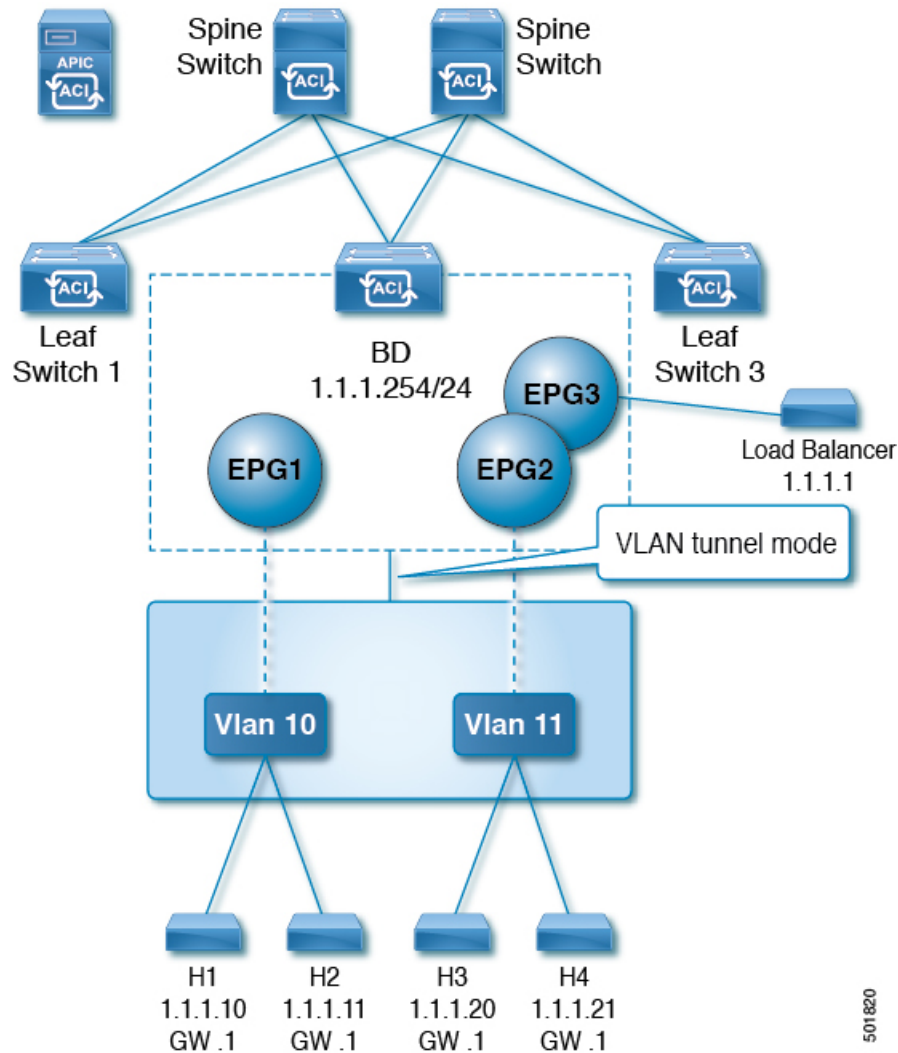 APIC
ACI
Spine
Switch
ACI
ACI
Spine
Switch
ACI
Leaf
Switch 1
ACI
ACI
Leaf
Switch 3
BD
1.1.1.254/24
EPG1
EPG2
EPG3
Load Balancer
1.1.1.1
VLAN tunnel mode
Vlan 10
Vlan 11
H1
1.1.1.10
GW .1
H2
1.1.1.11
GW .1
H3
1.1.1.20
GW .1
H4
1.1.1.21
GW .1
501820